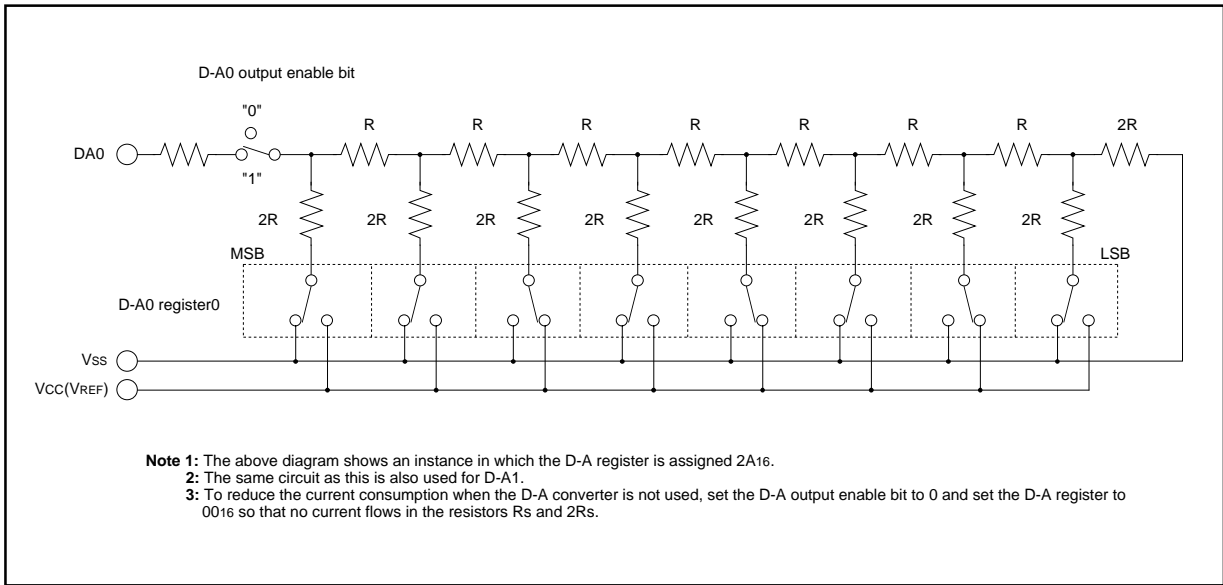 D-A0 output enable bit
"0"
R R R R R R R 2R
DA0
"1"
2R 2R 2R 2R 2R 2R 2R 2R
MSB LSB
D-A0 register0
VSS
VCC(VREF)
Note 1: The above diagram shows an instance in which the D-A register is assigned 2A16.
2: The same circuit as this is also used for D-A1.
3: To reduce the current consumption when the D-A converter is not used, set the D-A output enable bit to 0 and set the D-A register to
0016 so that no current flows in the resistors Rs and 2Rs.